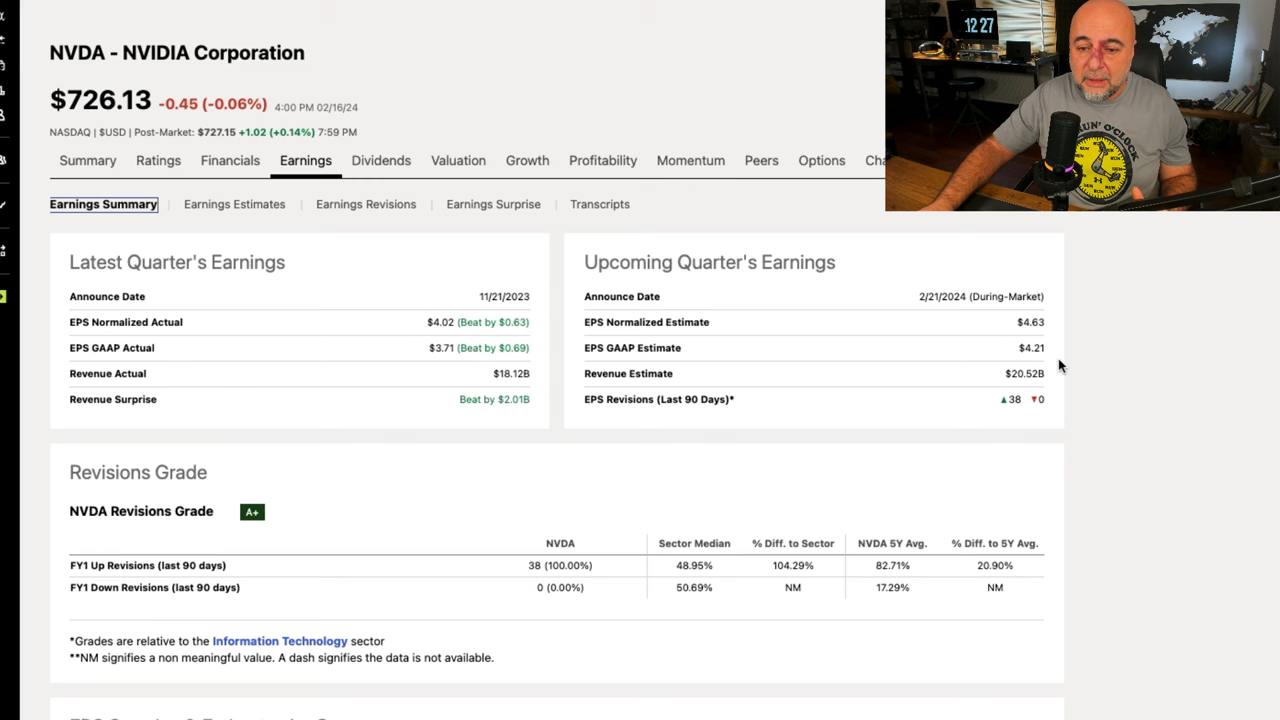 NVDA - NVIDIA Corporation
12 27
$726.13 -0.45 (-0.06%) 4:00 PM 02/16/24
NASDAQ | $USD | Post-Market: $727.15 +1.02 (+0.14%) 7:59 PM
Summary Ratings Financials Earnings Dividends Valuation Growth Profitability Momentum Peers Options
RUN' O'CLOCK
Earnings Summary | Earnings Estimates | Earnings Revisions | Earnings Surprise | Transcripts
Latest Quarter's Earnings
Announce Date 11/21/2023
EPS Normalized Actual $4.02 (Beat by $0.63)
EPS GAAP Actual $3.71 (Beat by $0.69)
Revenue Actual $18.12B
Revenue Surprise Beat by $2.01B
Upcoming Quarter's Earnings
Announce Date 2/21/2024 (During-Market)
EPS Normalized Estimate $4.63
EPS GAAP Estimate $4.21
Revenue Estimate $20.52B
EPS Revisions (Last 90 Days)* ▲38 ▼0
Revisions Grade
NVDA Revisions Grade A+
NVDA Sector Median % Diff. to Sector NVDA 5Y Avg. % Diff. to 5Y Avg.
FY1 Up Revisions (last 90 days) 38 (100.00%) 48.95% 104.29% 82.71% 20.90%
FY1 Down Revisions (last 90 days) 0 (0.00%) 50.69% NM 17.29% NM
*Grades are relative to the Information Technology sector
**NM signifies a non meaningful value. A dash signifies the data is not available.